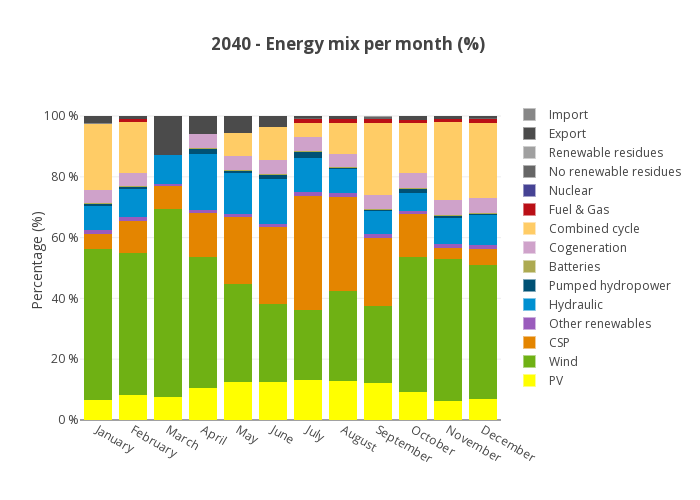 2040 - Energy mix per month (%)
Percentage (%)
100 %
80 %
60 %
40 %
20 %
0 %
January
February
March
April
May
June
July
August
September
October
November
December
Import
Export
Renewable residues
No renewable residues
Nuclear
Fuel & Gas
Combined cycle
Cogeneration
Batteries
Pumped hydropower
Hydraulic
Other renewables
CSP
Wind
PV